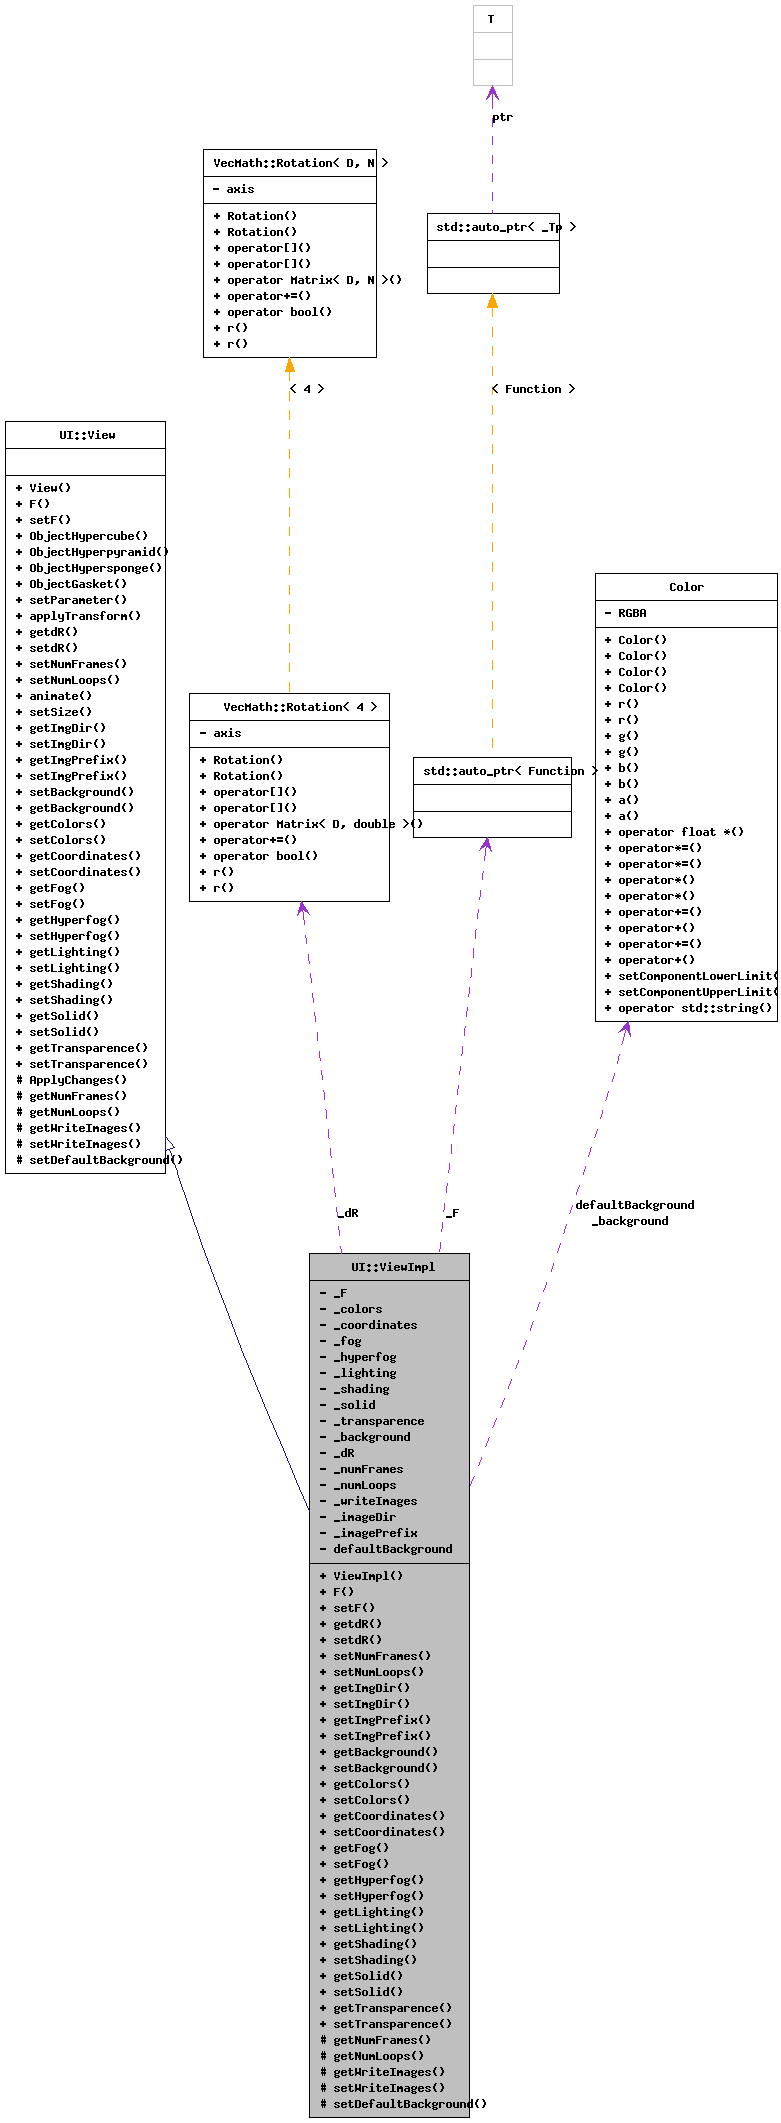 T
ptr
VecMath::Rotation< D, N >
- axis
+ Rotation()
+ Rotation()
+ operator[]()
+ operator[]()
+ operator Matrix< D, N >()
+ operator+=()
+ operator bool()
+ r()
+ r()
std::auto_ptr< _Tp >
< 4 >
< Function >
UI::View
+ View()
+ F()
+ setF()
+ ObjectHypercube()
+ ObjectHyperpyramid()
+ ObjectHypersponge()
+ ObjectGasket()
+ setParameter()
+ applyTransform()
+ getdR()
+ setdR()
+ setNumFrames()
+ setNumLoops()
+ animate()
+ setSize()
+ getImgDir()
+ setImgDir()
+ getImgPrefix()
+ setImgPrefix()
+ setBackground()
+ getBackground()
+ getColors()
+ setColors()
+ getCoordinates()
+ setCoordinates()
+ getFog()
+ setFog()
+ getHyperfog()
+ setHyperfog()
+ getLighting()
+ setLighting()
+ getShading()
+ setShading()
+ getSolid()
+ setSolid()
+ getTransparence()
+ setTransparence()
# ApplyChanges()
# getNumFrames()
# getNumLoops()
# getWriteImages()
# setWriteImages()
# setDefaultBackground()
VecMath::Rotation< 4 >
- axis
+ Rotation()
+ Rotation()
+ operator[]()
+ operator[]()
+ operator Matrix< D, double >()
+ operator+=()
+ operator bool()
+ r()
+ r()
std::auto_ptr< Function >
Color
- RGBA
+ Color()
+ Color()
+ Color()
+ Color()
+ r()
+ r()
+ g()
+ g()
+ b()
+ b()
+ a()
+ a()
+ operator float *()
+ operator*=()
+ operator*=()
+ operator*()
+ operator*()
+ operator+=()
+ operator+()
+ operator+=()
+ operator+()
+ setComponentLowerLimit(
+ setComponentUpperLimit(
+ operator std::string()
_dR
_F
defaultBackground
_background
UI::ViewImpl
- _F
- _colors
- _coordinates
- _fog
- _hyperfog
- _lighting
- _shading
- _solid
- _transparence
- _background
- _dR
- _numFrames
- _numLoops
- _writeImages
- _imageDir
- _imagePrefix
- defaultBackground
+ ViewImpl()
+ F()
+ setF()
+ getdR()
+ setdR()
+ setNumFrames()
+ setNumLoops()
+ getImgDir()
+ setImgDir()
+ getImgPrefix()
+ setImgPrefix()
+ getBackground()
+ setBackground()
+ getColors()
+ setColors()
+ getCoordinates()
+ setCoordinates()
+ getFog()
+ setFog()
+ getHyperfog()
+ setHyperfog()
+ getLighting()
+ setLighting()
+ getShading()
+ setShading()
+ getSolid()
+ setSolid()
+ getTransparence()
+ setTransparence()
# getNumFrames()
# getNumLoops()
# getWriteImages()
# setWriteImages()
# setDefaultBackground()